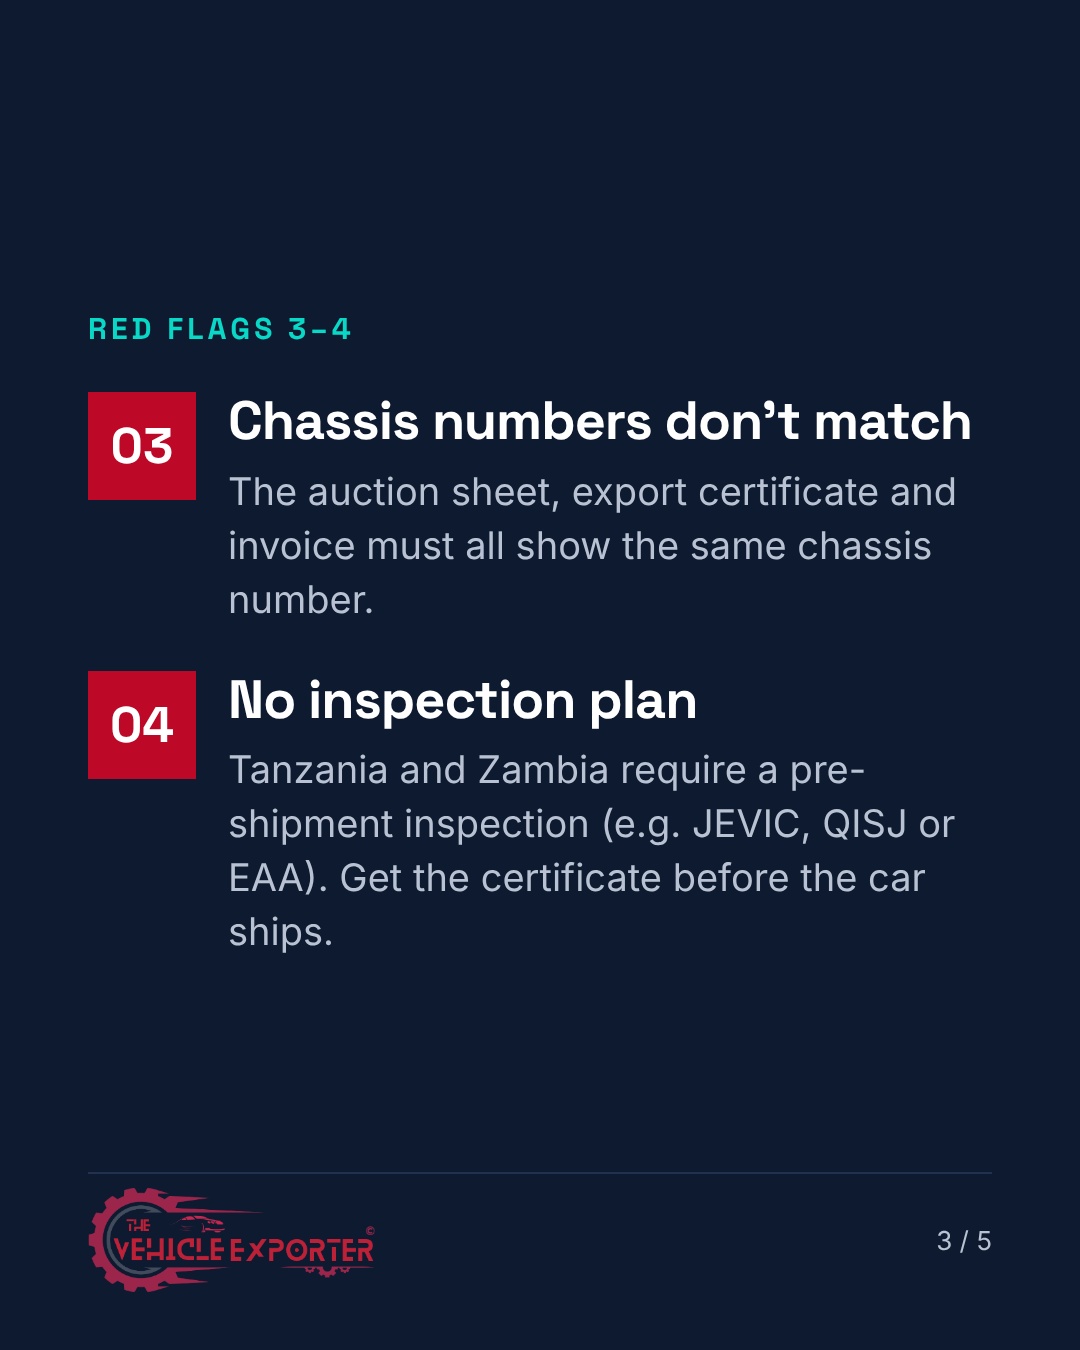 RED FLAGS 3–4
03
Chassis numbers don’t match
The auction sheet, export certificate and
invoice must all show the same chassis
number.
04
No inspection plan
Tanzania and Zambia require a pre-
shipment inspection (e.g. JEVIC, QISJ or
EAA). Get the certificate before the car
ships.
THE
VEHICLE EXPORTER ©
3 / 5